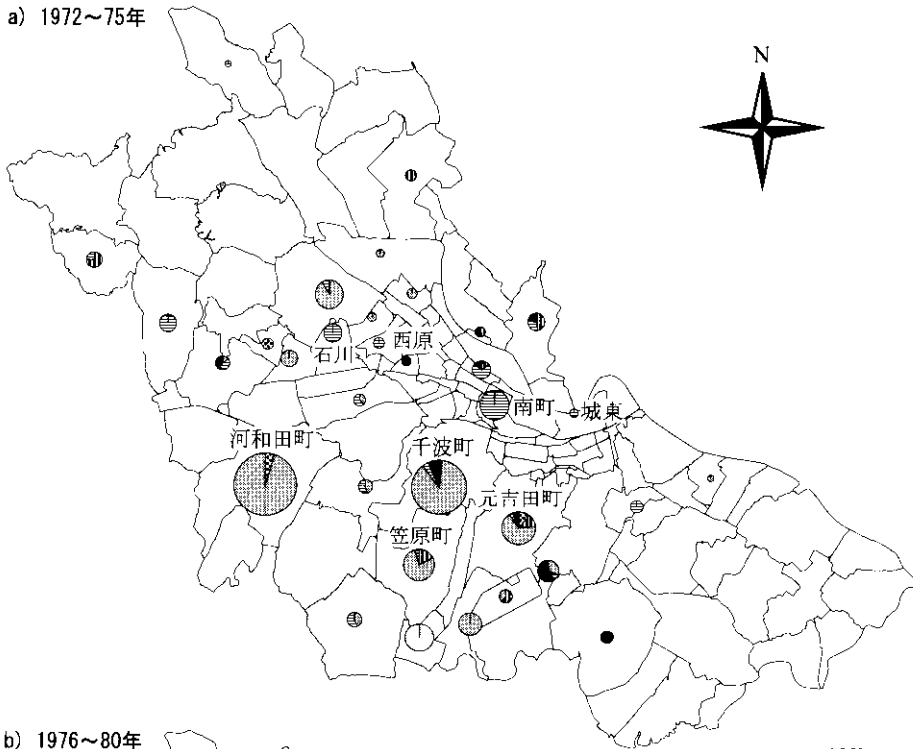 a) 1972~75年
N
西原
石川
南町
城東
河和田町
千波町
元吉田町
笠原町
b) 1976~80年